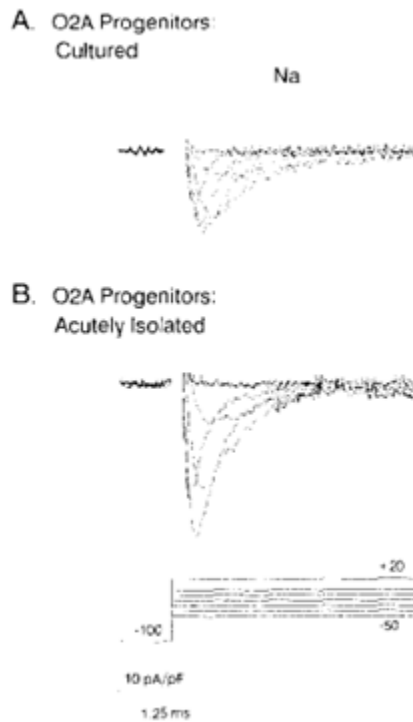 A. O2A Progenitors:
Cultured
Na
B. O2A Progenitors:
Acutely Isolated
+20
-100
-50
10 pA/pF
1.25 ms